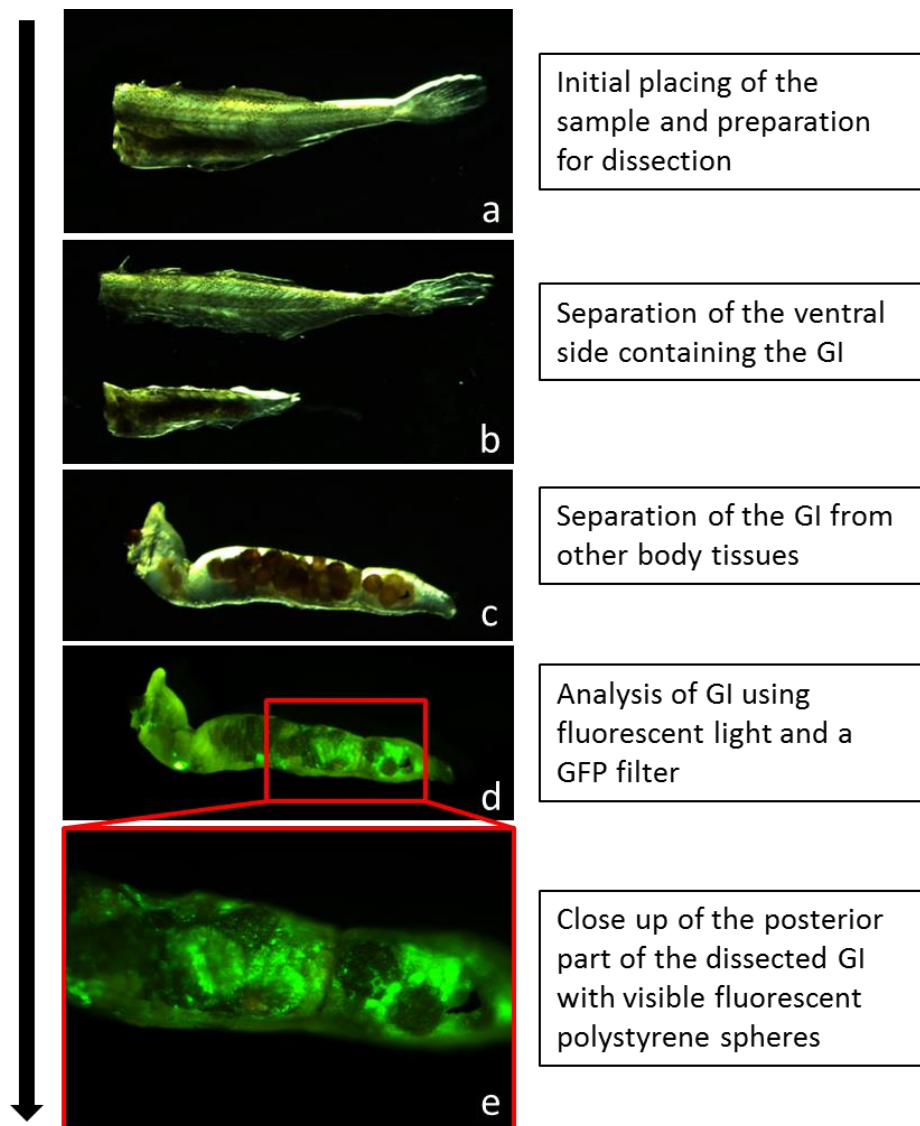 a
Initial placing of the
sample and preparation
for dissection
b
Separation of the ventral
side containing the GI
c
Separation of the GI from
other body tissues
d
Analysis of GI using
fluorescent light and a
GFP filter
e
Close up of the posterior
part of the dissected GI
with visible fluorescent
polystyrene spheres